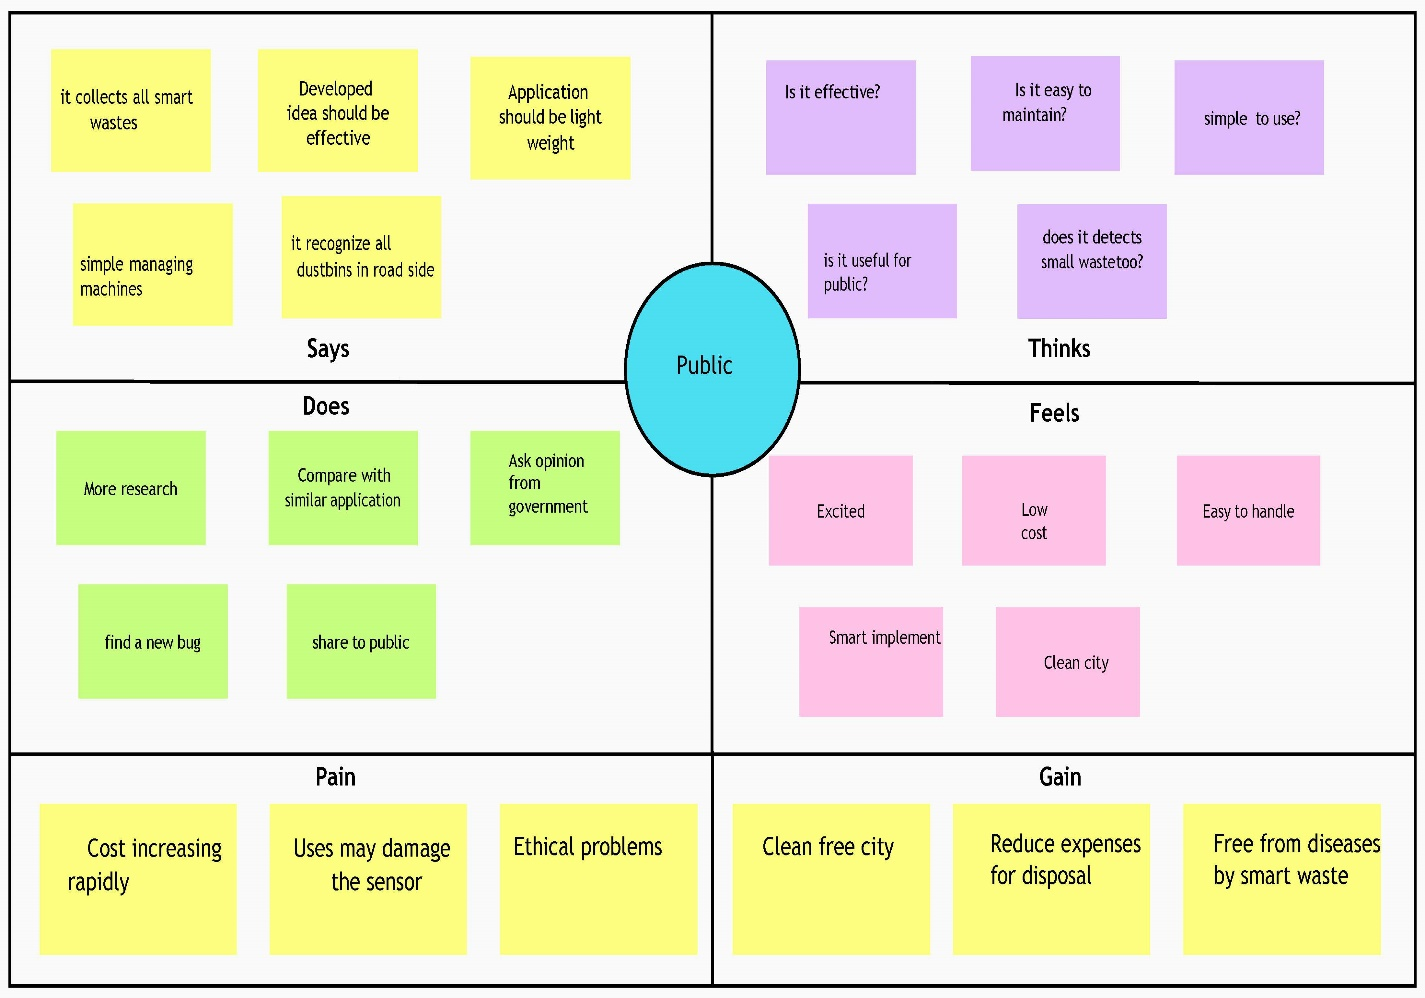 it collects all smart
wastes
Developed
idea should be
effective
Application
should be light
weight
simple managing
machines
it recognize all
dustbins in road side
Says
Is it effective?
Is it easy to
maintain?
simple to use?
is it useful for
public?
does it detects
small wastetoo?
Thinks
Public
Does
More research
Compare with
similar application
Ask opinion
from
government
find a new bug
share to public
Feels
Excited
Low
cost
Easy to handle
Smart implement
Clean city
Pain
Cost increasing
rapidly
Uses may damage
the sensor
Ethical problems
Gain
Clean free city
Reduce expenses
for disposal
Free from diseases
by smart waste